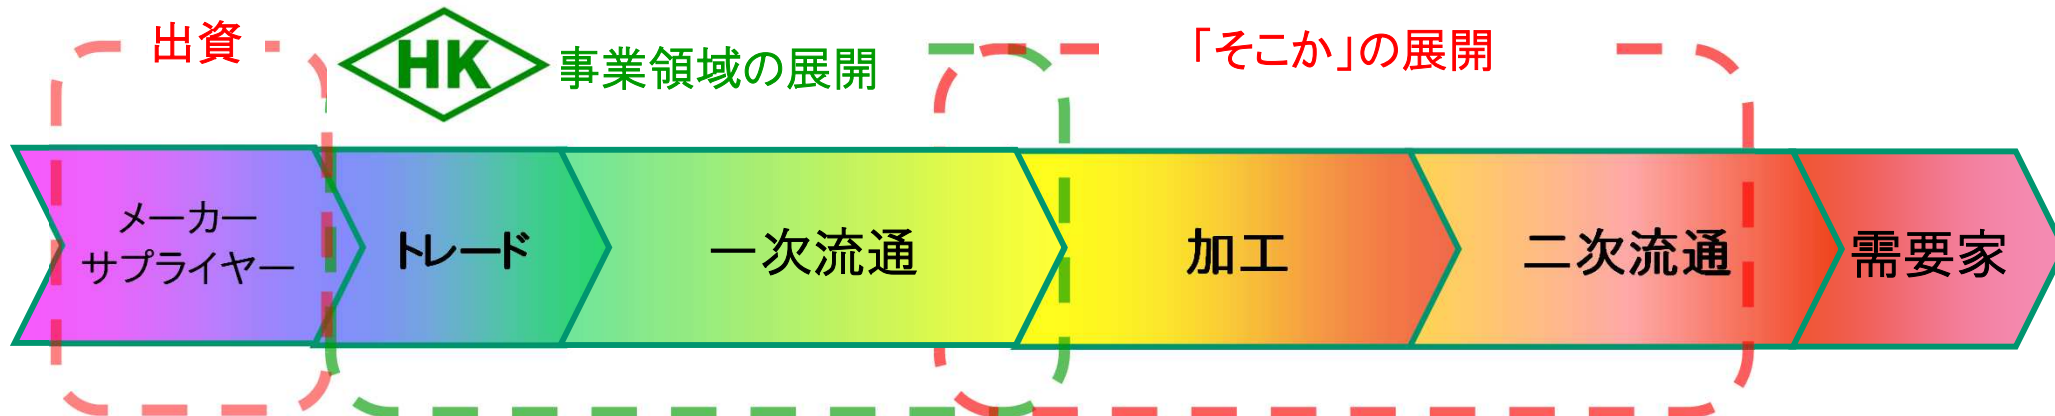 出資
HK
事業領域の展開
「そこか」の展開
メーカー
サプライヤー
トレード
一次流通
加工
二次流通
需要家